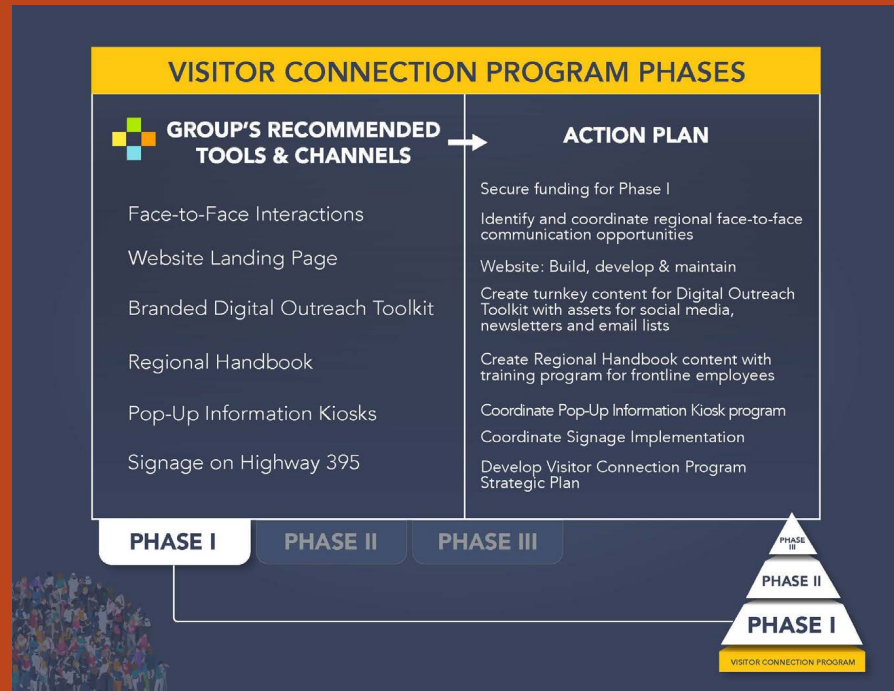 VISITOR CONNECTION PROGRAM PHASES
GROUP'S RECOMMENDED
TOOLS & CHANNELS
Face-to-Face Interactions
Website Landing Page
Branded Digital Outreach Toolkit
Regional Handbook
Pop-Up Information Kiosks
Signage on Highway 395
ACTION PLAN
Secure funding for Phase I
Identify and coordinate regional face-to-face
communication opportunities
Website: Build, develop & maintain
Create turnkey content for Digital Outreach
Toolkit with assets for social media,
newsletters and email lists
Create Regional Handbook content with
training program for frontline employees
Coordinate Pop-Up Information Kiosk program
Coordinate Signage Implementation
Develop Visitor Connection Program
Strategic Plan
PHASE I
PHASE II
PHASE III
PHASE
III
PHASE II
PHASE I
VISITOR CONNECTION PROGRAM